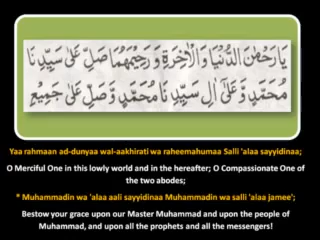 يَارَحْمٰنَ الدُّنْيَا وَالْاٰخِرَةِ وَرَحِيْمَهُمَا صَلِّ عَلٰى سَيِّدِنَا
مُحَمَّدٍ وَّعَلٰٓى اٰلِ سَيِّدِنَا مُحَمَّدٍ وَّصَلِّ عَلٰى جَمِيْعِ
Yaa rahmaan ad-dunyaa wal-aakhirati wa raheemahumaa Salli 'alaa sayyidinaa;
O Merciful One in this lowly world and in the hereafter; O Compassionate One of
the two abodes;
* Muhammadin wa 'alaa aali sayyidinaa Muhammadin wa salli 'alaa jamee';
Bestow your grace upon our Master Muhammad and upon the people of
Muhammad, and upon all the prophets and all the messengers!